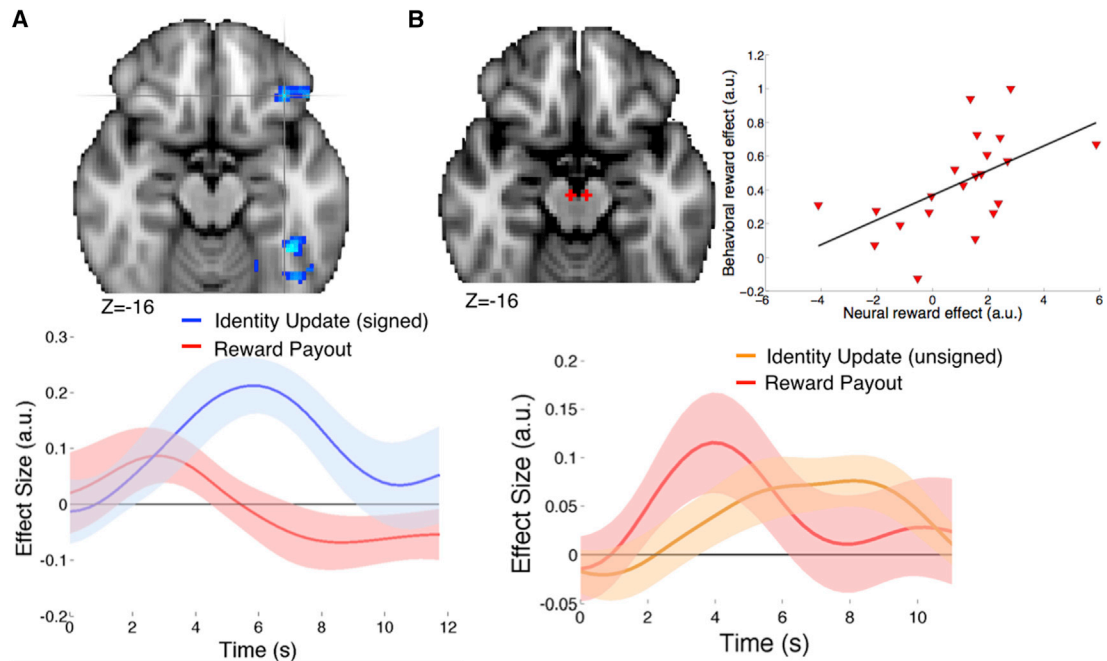 A
B
Z=-16
Z=-16
1.2
1
0.8
0.6
0.4
0.2
0
−0.2
Behavioral reward effect (a.u.)
−6 −4 −2 0 2 4 6
Neural reward effect (a.u.)
Identity Update (signed)
Reward Payout
0.3
0.2
0.1
0
-0.1
-0.2
Effect Size (a.u.)
0 2 4 6 8 10 12
Time (s)
Identity Update (unsigned)
Reward Payout
0.2
0.15
0.1
0.05
0
-0.05
Effect Size (a.u.)
0 2 4 6 8 10
Time (s)